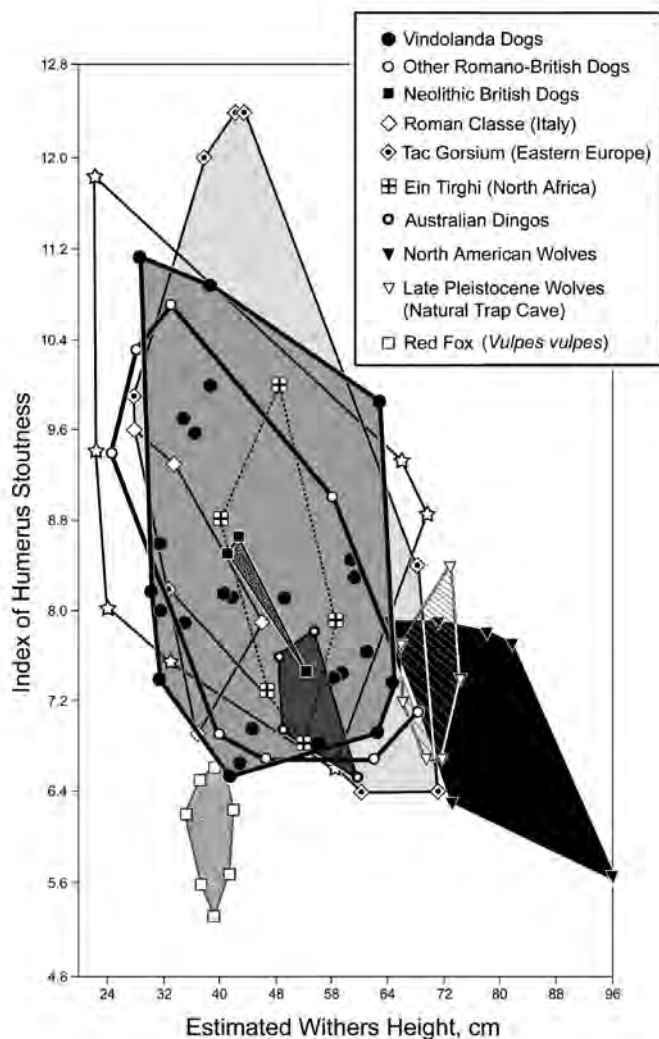 Vindolanda Dogs
Other Romano-British Dogs
Neolithic British Dogs
Roman Classe (Italy)
Tac Gorsium (Eastern Europe)
Ein Tirghi (North Africa)
Australian Dingos
North American Wolves
Late Pleistocene Wolves
(Natural Trap Cave)
Red Fox (Vulpes vulpes)
Index of Humerus Stoutness
12.8
12.0
11.2
10.4
9.6
8.8
8.0
7.2
6.4
5.6
4.8
24 32 40 48 56 64 72 80 88 96
Estimated Withers Height, cm